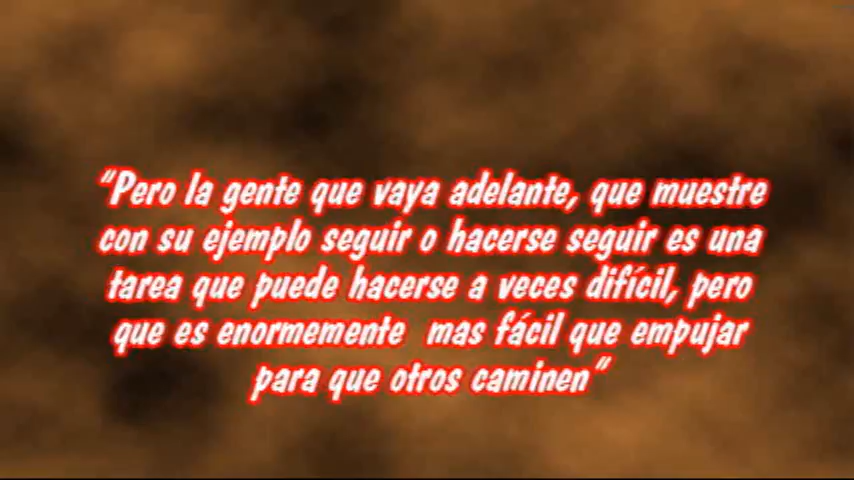 “Pero la gente que vaya adelante, que muestre
con su ejemplo seguir o hacerse seguir es una
tarea que puede hacerse a veces difícil, pero
que es enormemente  mas fácil que empujar
para que otros caminen”